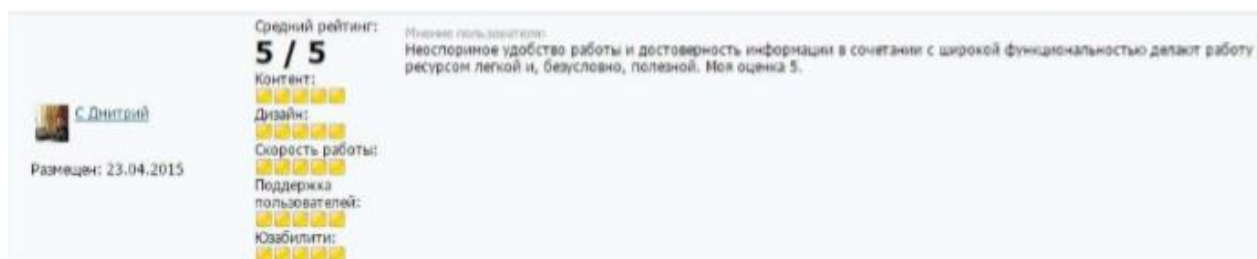 С Дмитрий
Размещен: 23.04.2015
Средний рейтинг:
5 / 5
Контент:
Дизайн:
Скорость работы:
Поддержка
пользователей:
Юзабилити:
Мнение пользователя:
Неоспоримое удобство работы и достоверность информации в сочетании с широкой функциональностью делают работу
ресурсом легкой и, безусловно, полезной. Моя оценка 5.